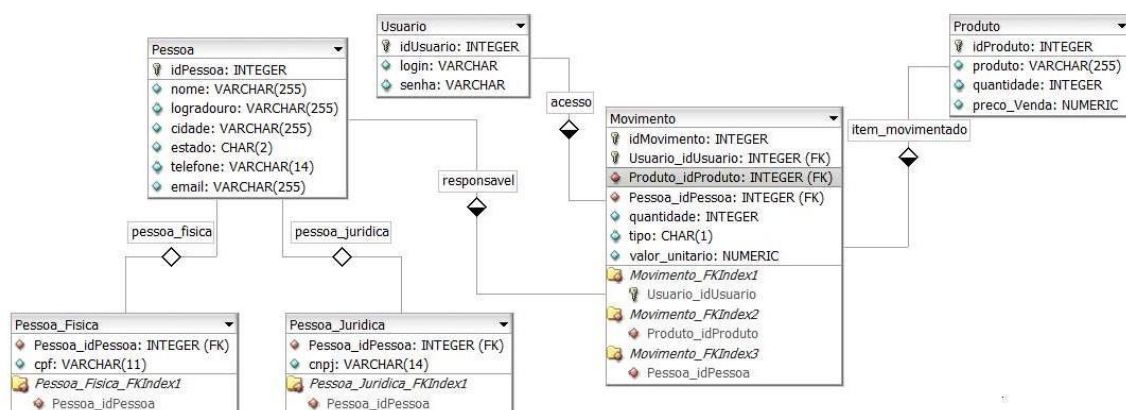 Pessoa
idPessoa: INTEGER
nome: VARCHAR(255)
logradouro: VARCHAR(255)
cidade: VARCHAR(255)
estado: CHAR(2)
telefone: VARCHAR(14)
email: VARCHAR(255)
Usuario
idUsuario: INTEGER
login: VARCHAR
senha: VARCHAR
Produto
idProduto: INTEGER
produto: VARCHAR(255)
quantidade: INTEGER
preco_Venda: NUMERIC
acesso
item_movimentado
responsavel
Movimento
idMovimento: INTEGER
Usuario_idUsuario: INTEGER (FK)
Produto_idProduto: INTEGER (FK)
Pessoa_idPessoa: INTEGER (FK)
quantidade: INTEGER
tipo: CHAR(1)
valor_unitario: NUMERIC
Movimento_FKIndex1
Usuario_idUsuario
Movimento_FKIndex2
Produto_idProduto
Movimento_FKIndex3
Pessoa_idPessoa
pessoa_fisica
pessoa_juridica
Pessoa_Fisica
Pessoa_idPessoa: INTEGER (FK)
cpf: VARCHAR(11)
Pessoa_Fisica_FKIndex1
Pessoa_idPessoa
Pessoa_Juridica
Pessoa_idPessoa: INTEGER (FK)
cnpj: VARCHAR(14)
Pessoa_Juridica_FKIndex1
Pessoa_idPessoa